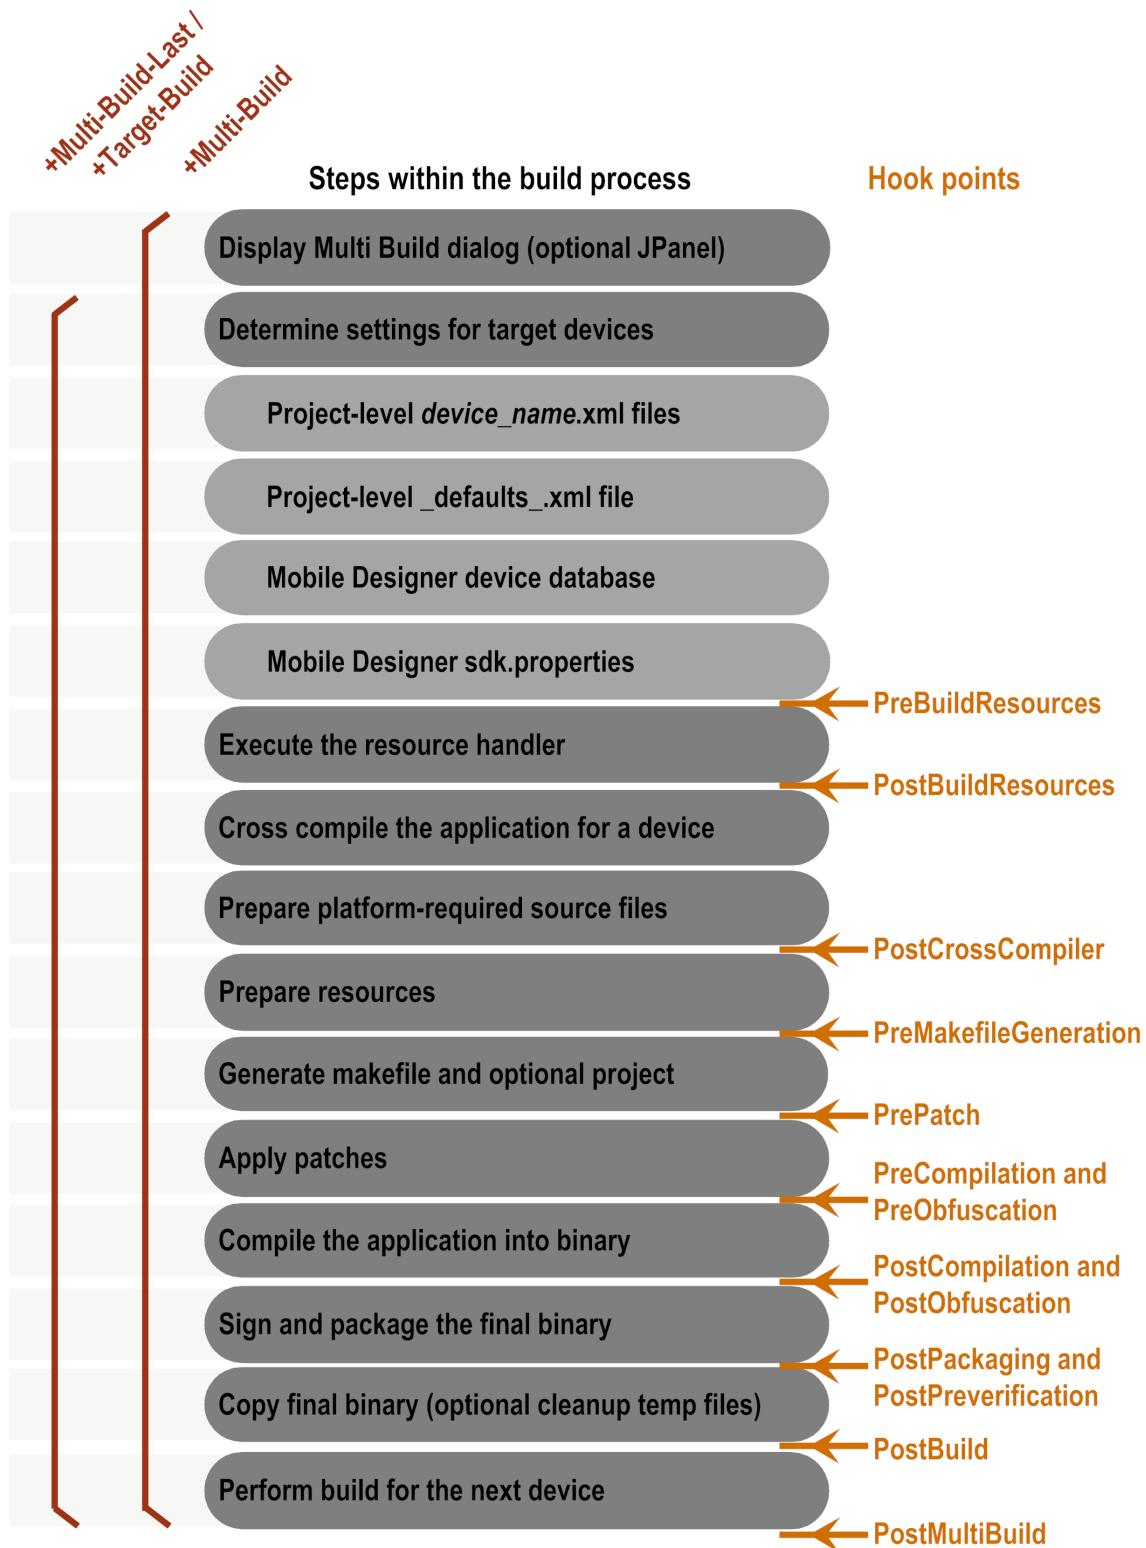 +Multi-Build-Last /
+Target-Build
+Multi-Build
Steps within the build process
Hook points
Display Multi Build dialog (optional JPanel)
Determine settings for target devices
Project-level device_name.xml files
Project-level _defaults_.xml file
Mobile Designer device database
Mobile Designer sdk.properties
PreBuildResources
Execute the resource handler
PostBuildResources
Cross compile the application for a device
Prepare platform-required source files
PostCrossCompiler
Prepare resources
PreMakefileGeneration
Generate makefile and optional project
PrePatch
Apply patches
PreCompilation and
PreObfuscation
Compile the application into binary
PostCompilation and
PostObfuscation
Sign and package the final binary
PostPackaging and
PostPreverification
Copy final binary (optional cleanup temp files)
PostBuild
Perform build for the next device
PostMultiBuild